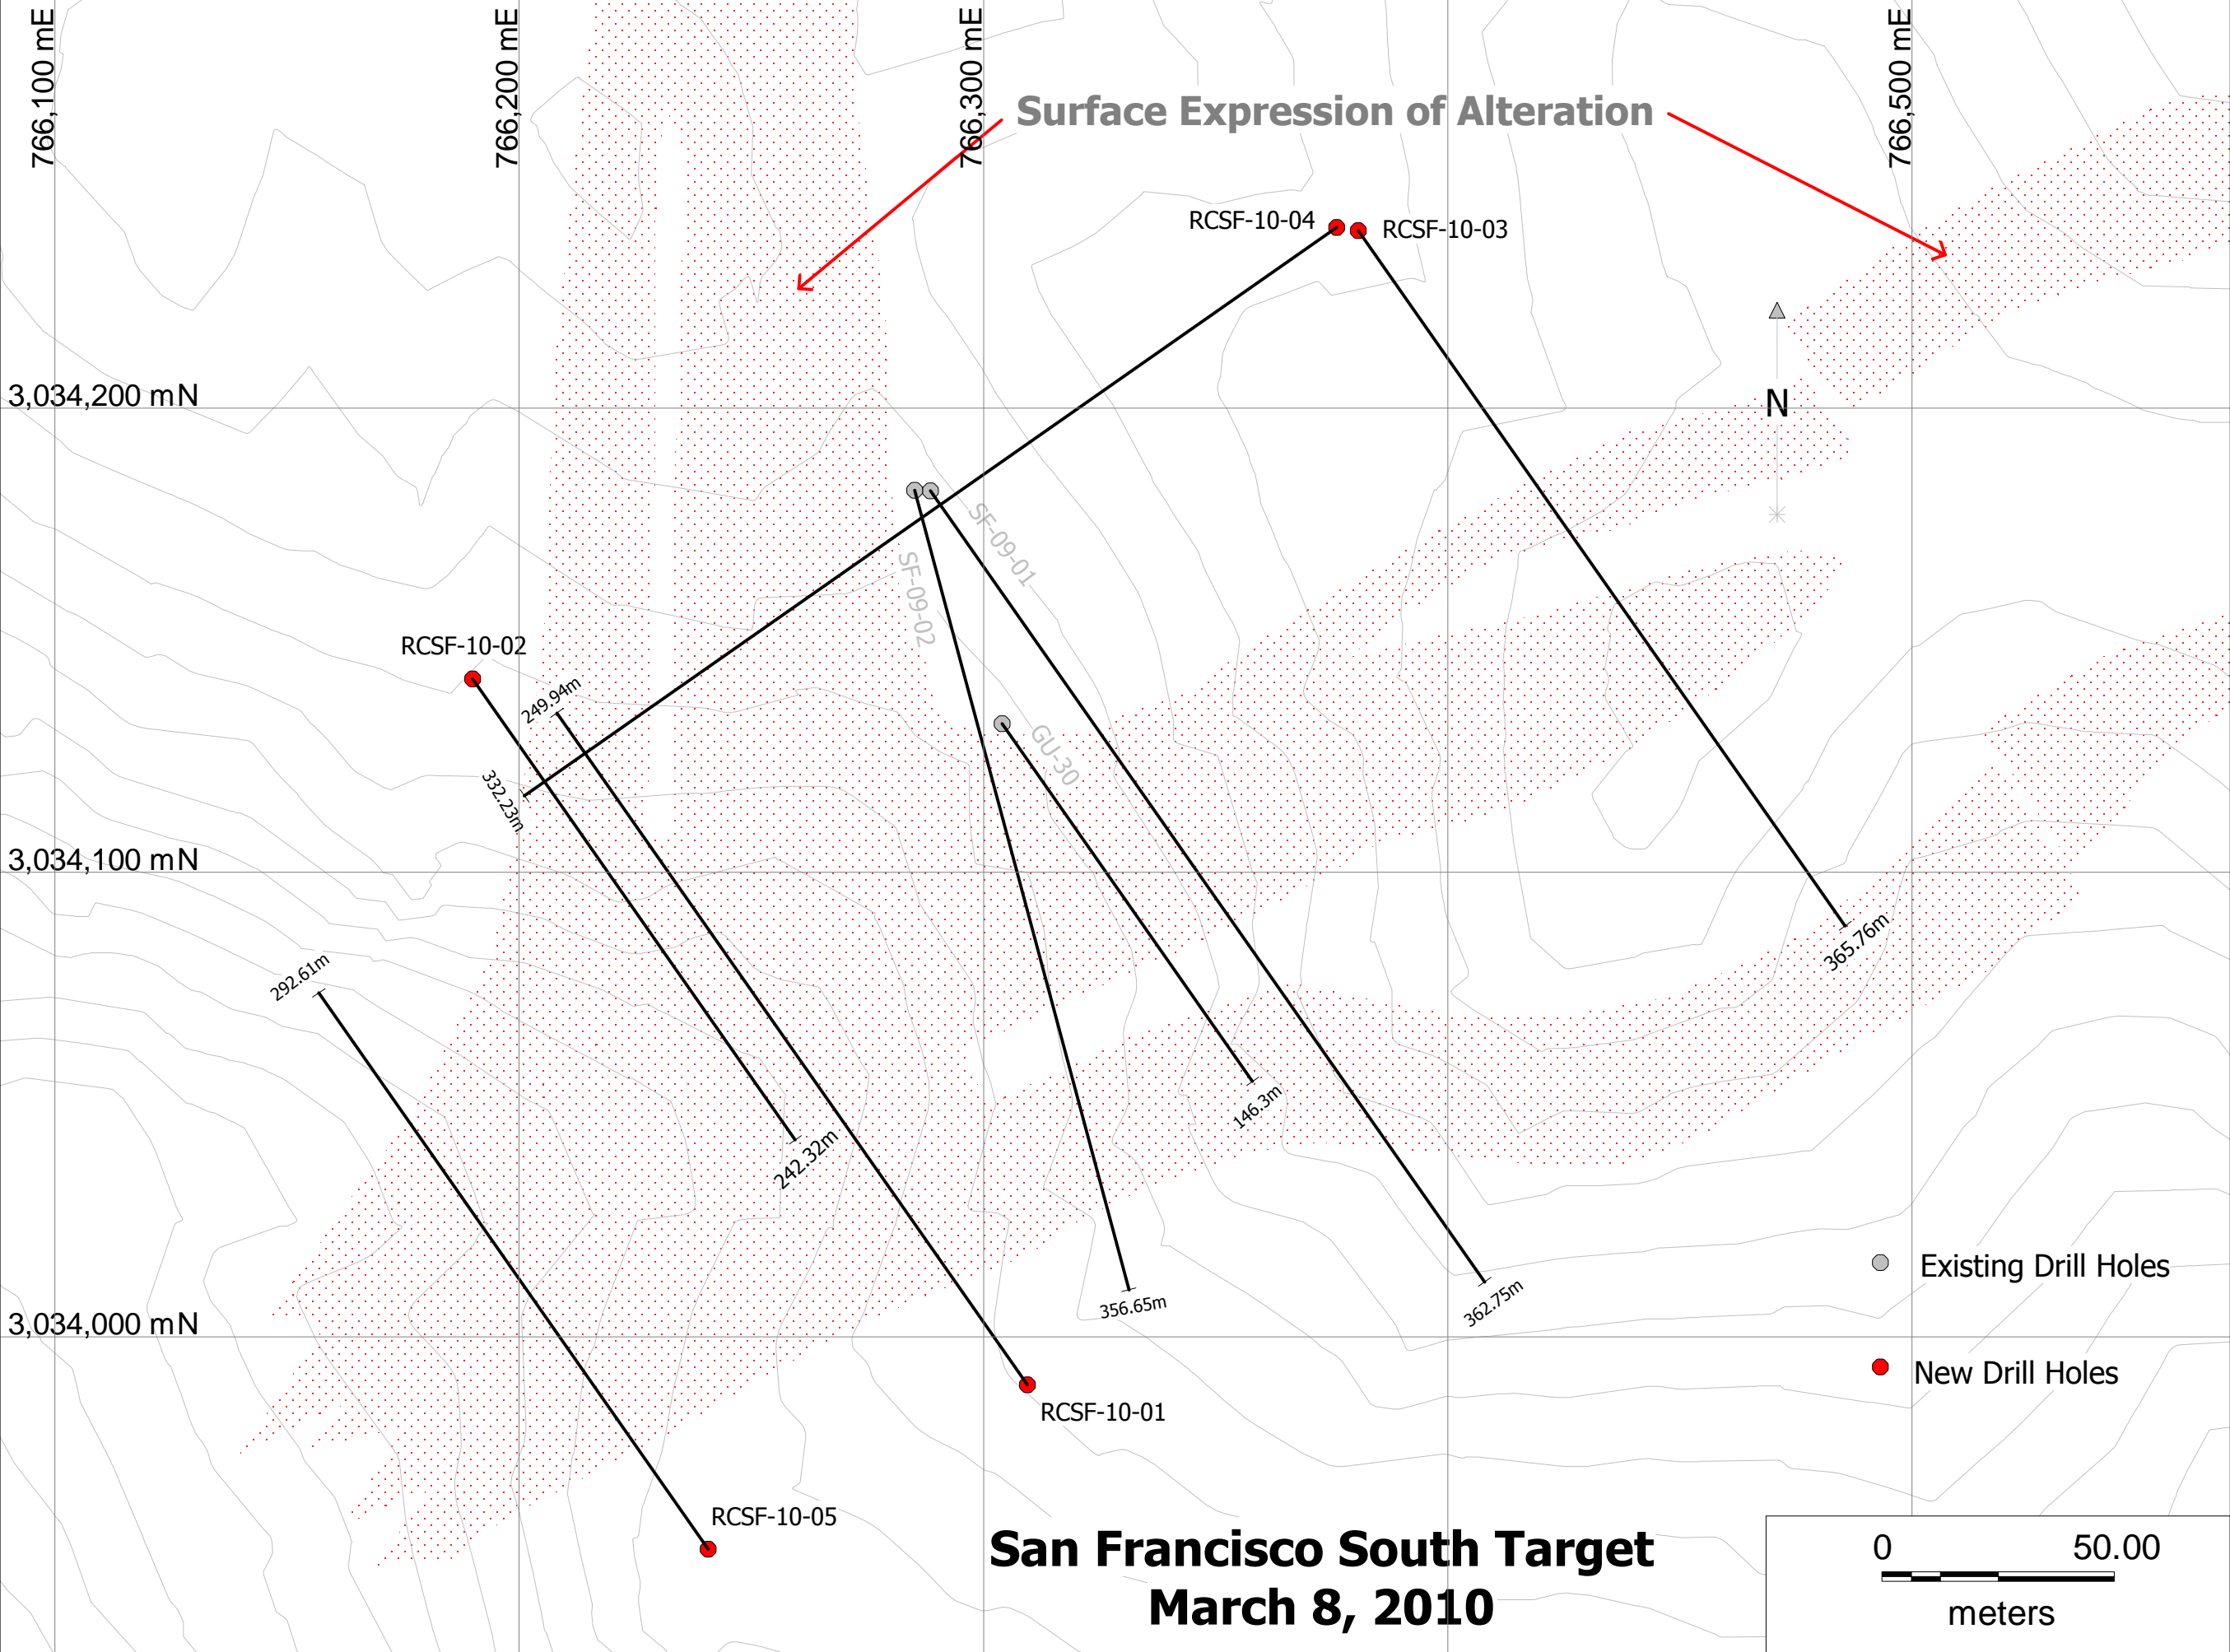 766,100 mE
766,200 mE
766,300 mE
766,500 mE
Surface Expression of Alteration
RCSF-10-04
RCSF-10-03
3,034,200 mN
N
SF-09-01
SF-09-02
RCSF-10-02
249.94m
GU-30
332.23m
3,034,100 mN
365.76m
292.61m
146.3m
242.32m
Existing Drill Holes
356.65m
362.75m
3,034,000 mN
New Drill Holes
RCSF-10-01
RCSF-10-05
San Francisco South Target
March 8, 2010
0 50.00
meters